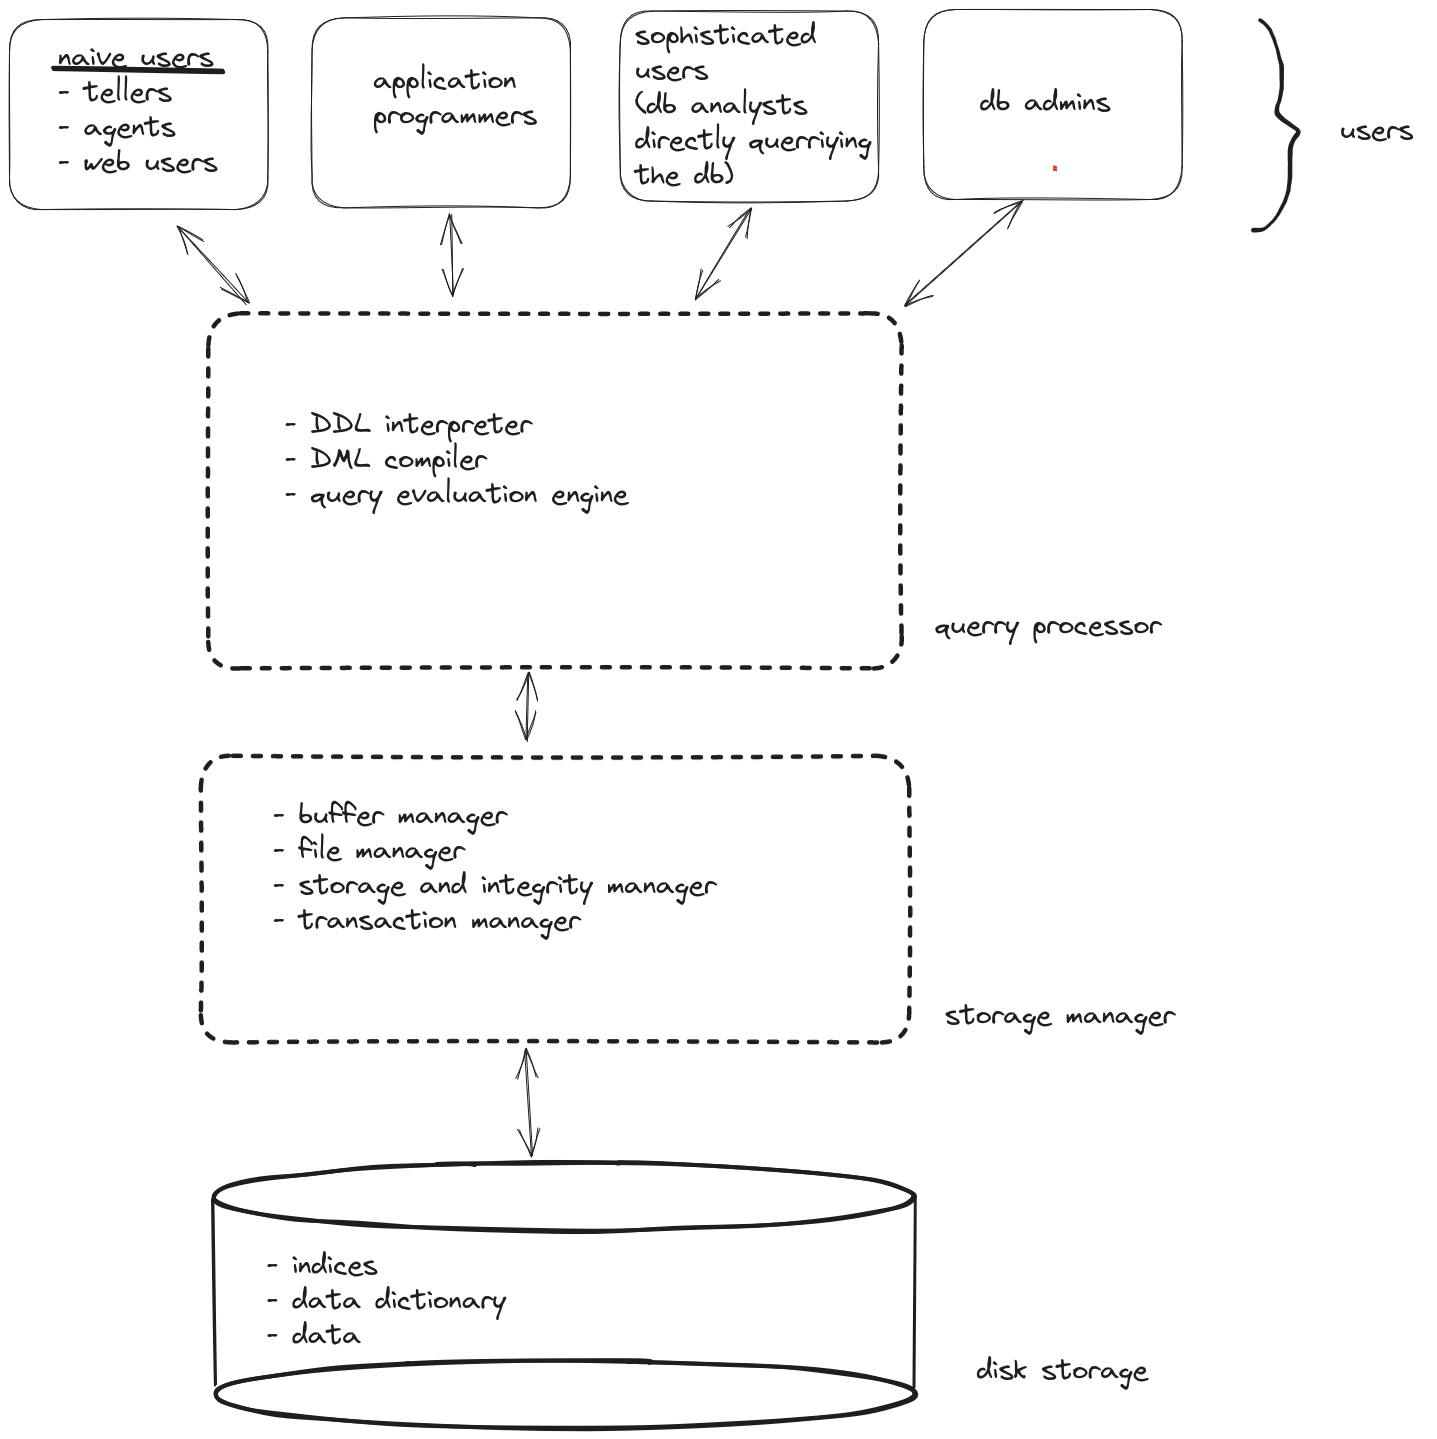 naive users
- tellers
- agents
- web users
application
programmers
sophisticated
users
(db analysts
directly querriying
the db)
db admins
users
- DDL interpreter
- DML compiler
- query evaluation engine
querry processor
- buffer manager
- file manager
- storage and integrity manager
- transaction manager
storage manager
- indices
- data dictionary
- data
disk storage